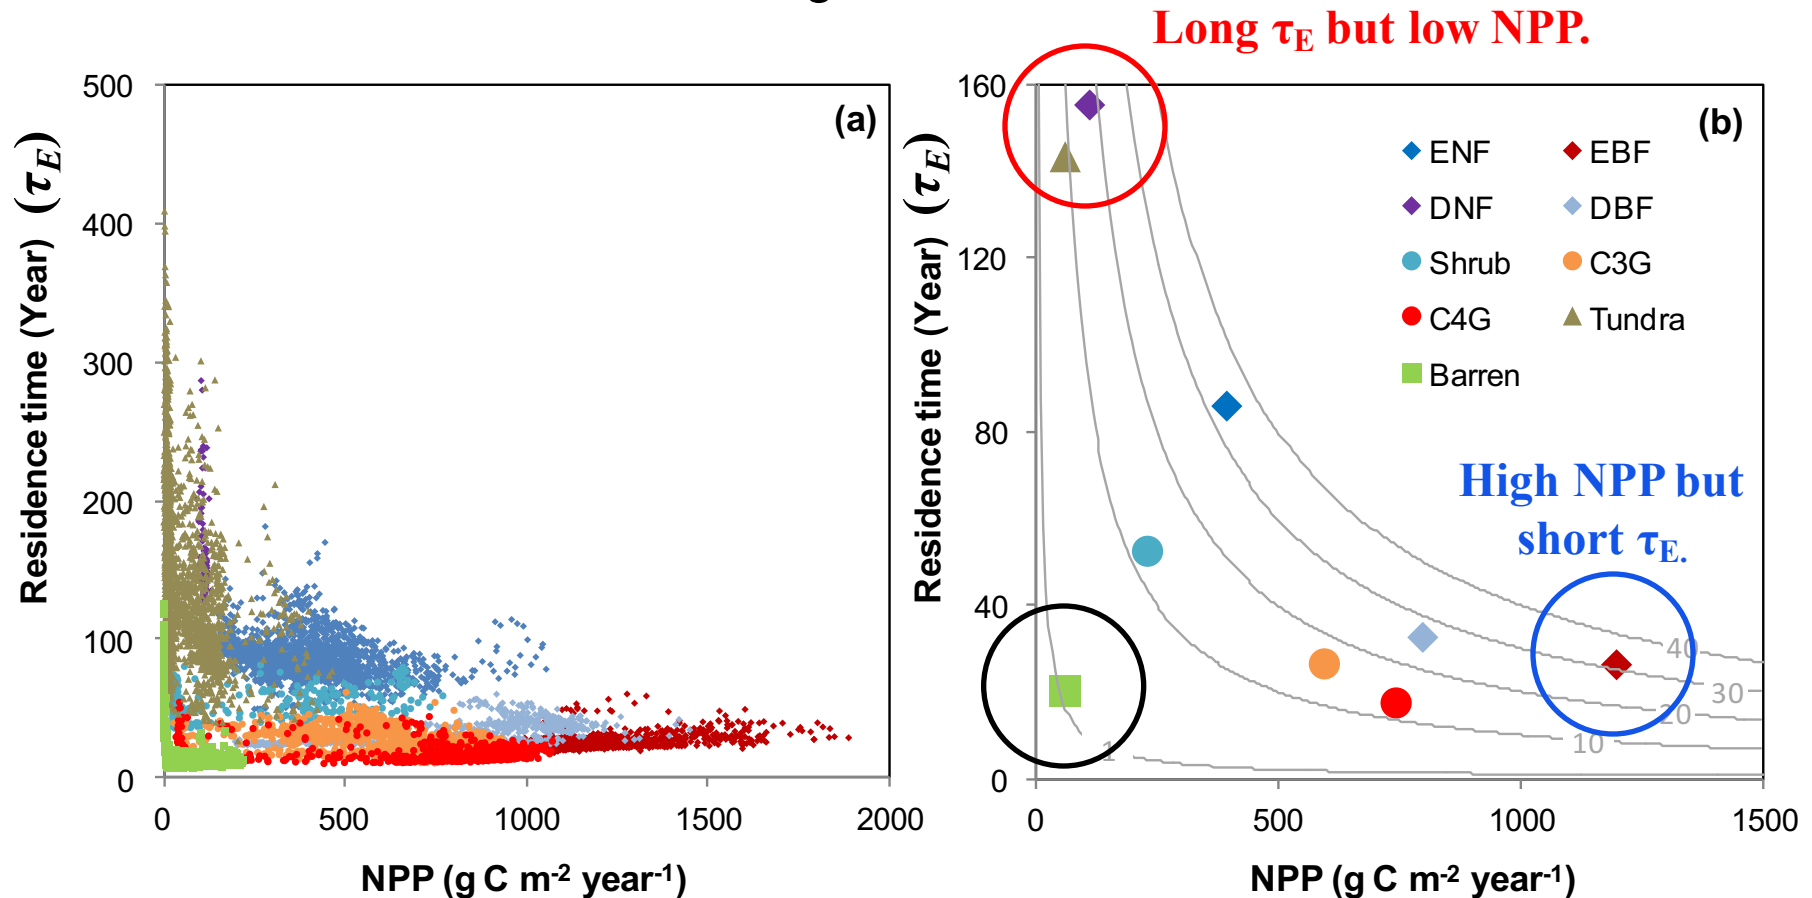 g
Long τE but low NPP.
500
400
300
200
100
0
0
500
1000
1500
2000
Residence time (Year) (τE)
NPP (g C m-2 year-1)
(a)
160
120
80
40
0
0
500
1000
1500
Residence time (Year) (τE)
NPP (g C m-2 year-1)
(b)
ENF
EBF
DNF
DBF
Shrub
C3G
C4G
Tundra
Barren
High NPP but
short τE.
40
30
20
10
1